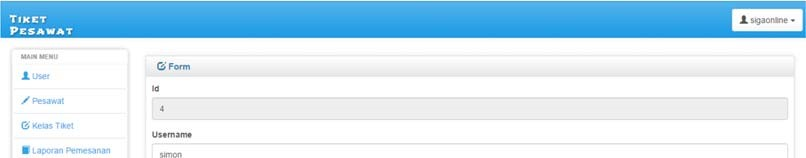 TIKET
PESAWAT
sigaonline
MAIN MENU
User
Pesawat
Kelas Tiket
Laporan Pemesanan
Form
Id
4
Username
simon